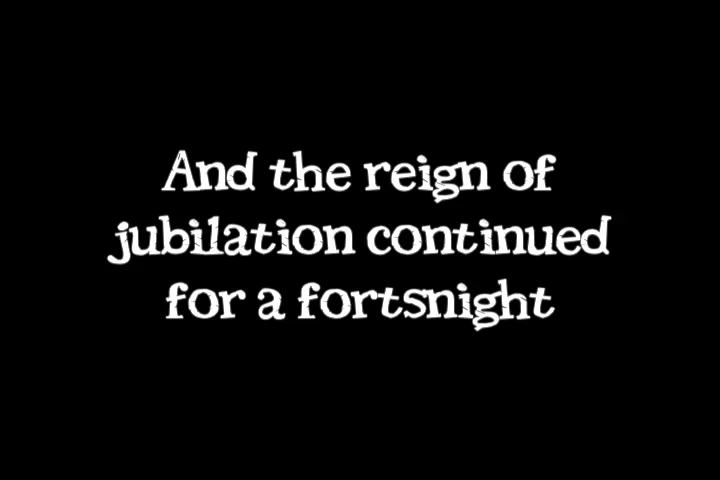 And the reign of
jubilation continued
for a fortsnight